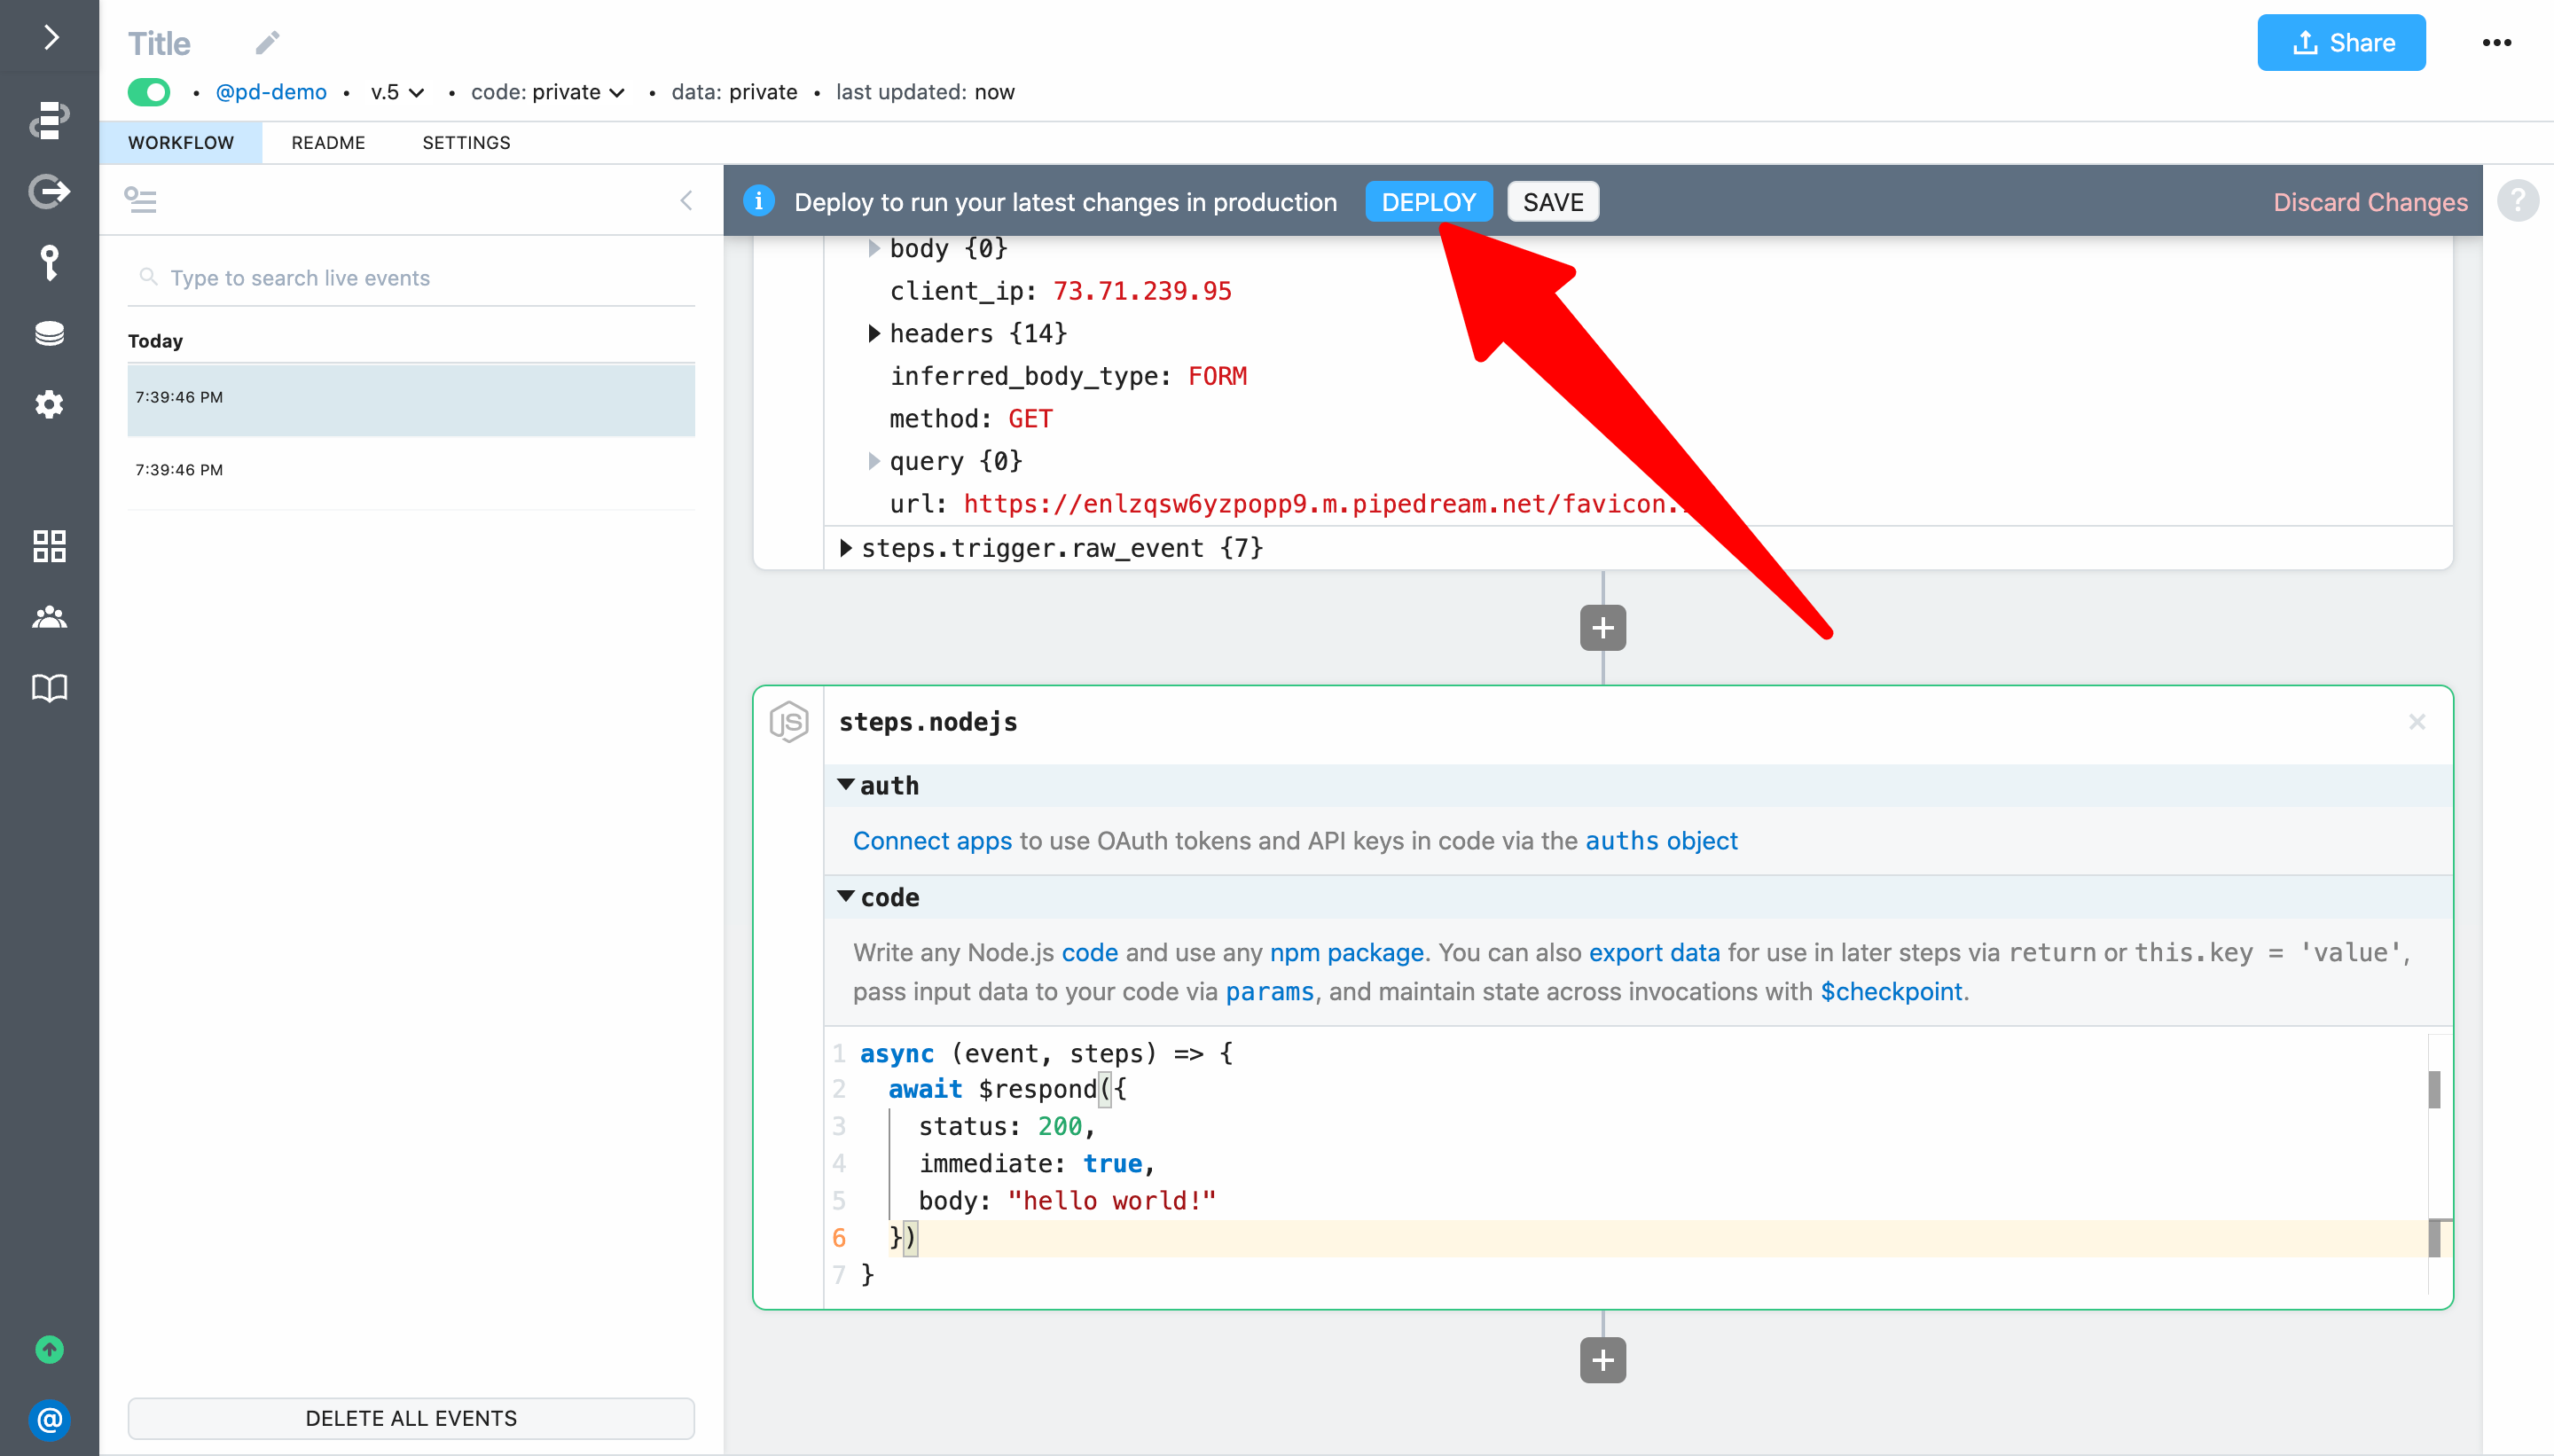 Title
Share
@pd-demo • v.5 • code: private • data: private • last updated: now
WORKFLOW README SETTINGS
Deploy to run your latest changes in production DEPLOY SAVE Discard Changes ?
Type to search live events
Today
7:39:46 PM
7:39:46 PM
DELETE ALL EVENTS
body {0}
client_ip: 73.71.239.95
headers {14}
inferred_body_type: FORM
method: GET
query {0}
url: https://enlzqsw6yzpopp9.m.pipedream.net/favicon.
steps.trigger.raw_event {7}
+
JS steps.nodejs ×
auth
Connect apps to use OAuth tokens and API keys in code via the auths object
code
Write any Node.js code and use any npm package. You can also export data for use in later steps via return or this.key = 'value',
pass input data to your code via params, and maintain state across invocations with $checkpoint.
1 async (event, steps) => {
2 await $respond({
3 status: 200,
4 immediate: true,
5 body: "hello world!"
6 })
7 }
+
@